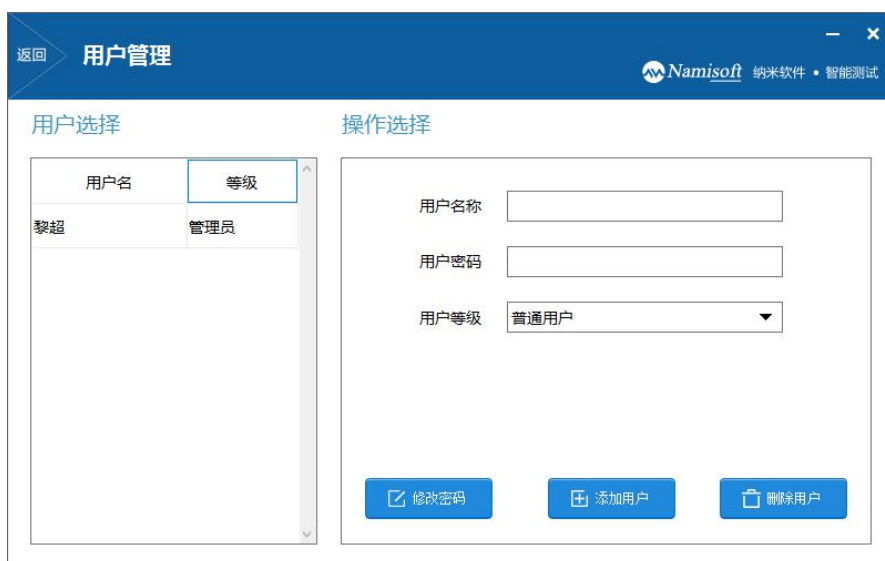 返回
用户管理
Namisoft 纳米软件 • 智能测试
用户选择
操作选择
用户名 等级
黎超 管理员
用户名称
用户密码
用户等级 普通用户
修改密码 添加用户 删除用户